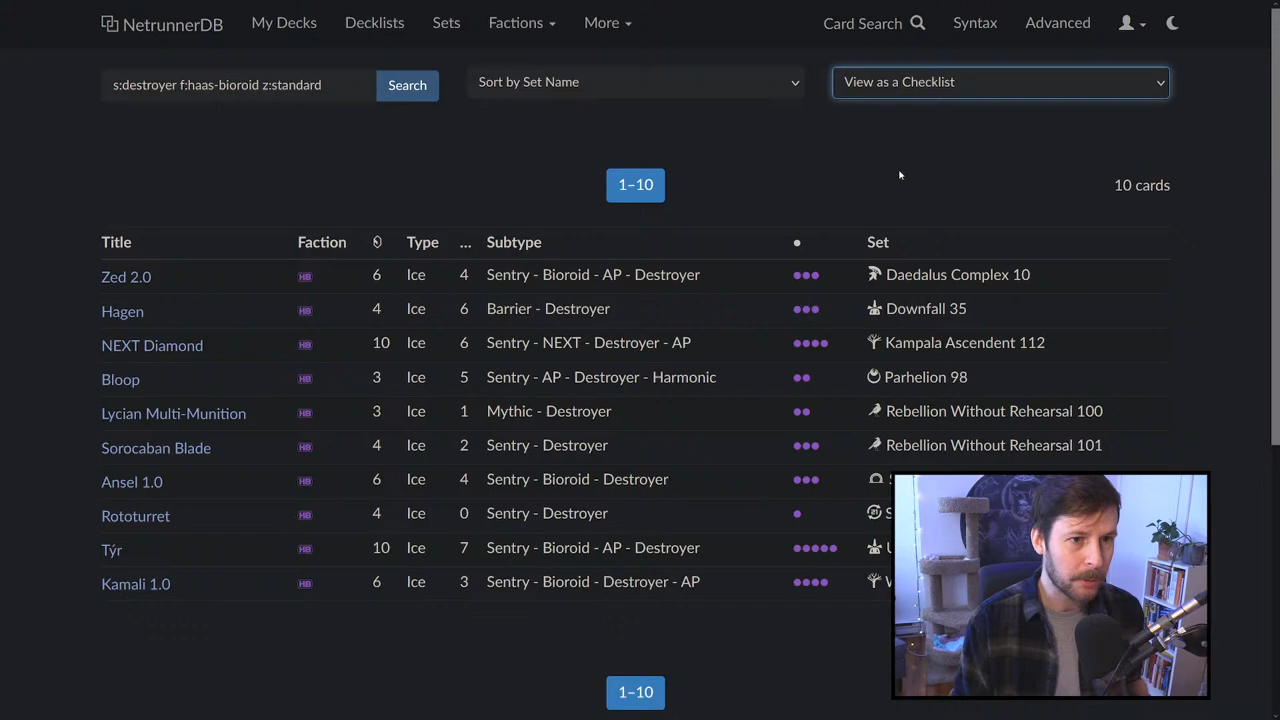 NetrunnerDB My Decks Decklists Sets Factions More Card Search Syntax Advanced
s:destroyer f:haas-bioroid z:standard Search Sort by Set Name View as a Checklist
1–10 10 cards
Title Faction Type ... Subtype Set
Zed 2.0 HB 6 Ice 4 Sentry - Bioroid - AP - Destroyer Daedalus Complex 10
Hagen HB 4 Ice 6 Barrier - Destroyer Downfall 35
NEXT Diamond HB 10 Ice 6 Sentry - NEXT - Destroyer - AP Kampala Ascendent 112
Bloop HB 3 Ice 5 Sentry - AP - Destroyer - Harmonic Parhelion 98
Lycian Multi-Munition HB 3 Ice 1 Mythic - Destroyer Rebellion Without Rehearsal 100
Sorocaban Blade HB 4 Ice 2 Sentry - Destroyer Rebellion Without Rehearsal 101
Ansel 1.0 HB 6 Ice 4 Sentry - Bioroid - Destroyer
Rototurret HB 4 Ice 0 Sentry - Destroyer
Týr HB 10 Ice 7 Sentry - Bioroid - AP - Destroyer
Kamali 1.0 HB 6 Ice 3 Sentry - Bioroid - Destroyer - AP
1–10